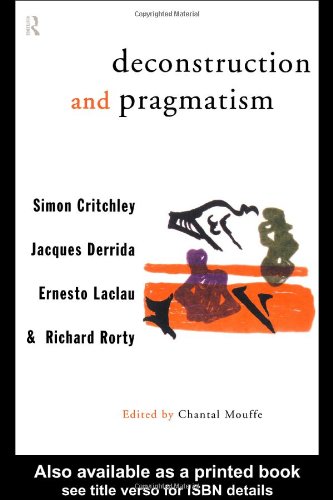 R
deconstruction
and pragmatism
Simon Critchley
Jacques Derrida
Ernesto Laclau
& Richard Rorty
Edited by Chantal Mouffe
Also available as a printed book
see title verso for ISBN details